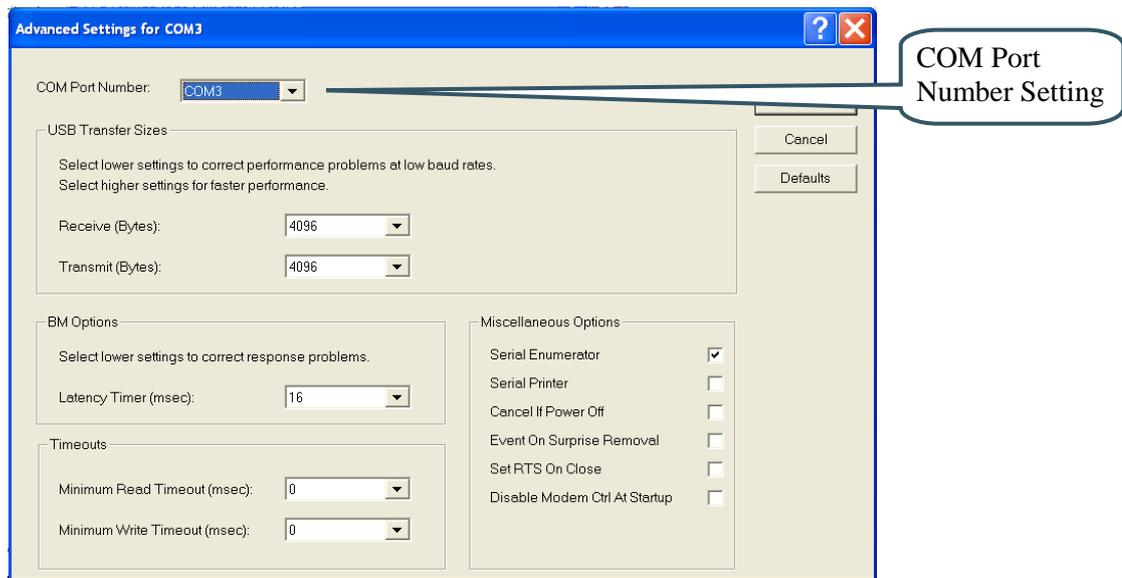 Advanced Settings for COM3
COM Port Number:
COM3
COM Port
Number Setting
USB Transfer Sizes
Select lower settings to correct performance problems at low baud rates.
Select higher settings for faster performance.
Receive (Bytes):
4096
Transmit (Bytes):
4096
Cancel
Defaults
BM Options
Select lower settings to correct response problems.
Latency Timer (msec):
16
Timeouts
Minimum Read Timeout (msec):
0
Minimum Write Timeout (msec):
0
Miscellaneous Options
Serial Enumerator
Serial Printer
Cancel If Power Off
Event On Surprise Removal
Set RTS On Close
Disable Modem Ctrl At Startup